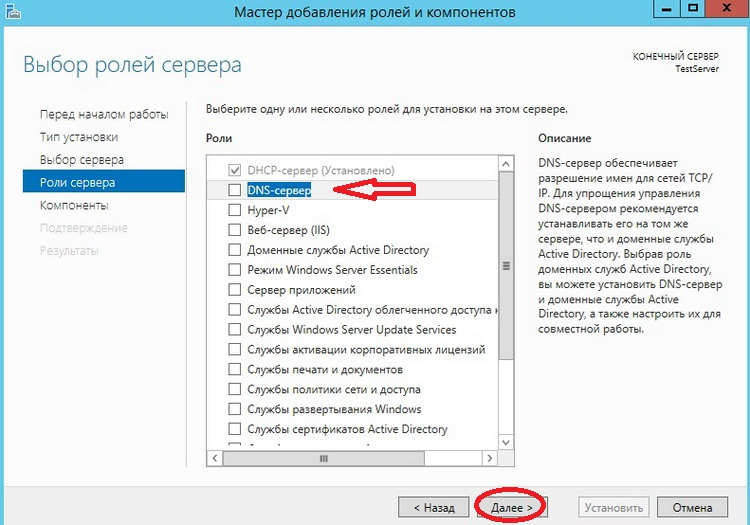 Мастер добавления ролей и компонентов
Выбор ролей сервера
КОНЕЧНЫЙ СЕРВЕР
TestServer
Перед началом работы
Тип установки
Выбор сервера
Роли сервера
Компоненты
Подтверждение
Результаты
Выберите одну или несколько ролей для установки на этом сервере.
Роли
DHCP-сервер (Установлено)
DNS-сервер
Hyper-V
Веб-сервер (IIS)
Доменные службы Active Directory
Режим Windows Server Essentials
Сервер приложений
Службы Active Directory облегченного доступа к
Службы Windows Server Update Services
Службы активации корпоративных лицензий
Службы печати и документов
Службы политики сети и доступа
Службы развертывания Windows
Службы сертификатов Active Directory
Описание
DNS-сервер обеспечивает
разрешение имен для сетей TCP/
IP. Для упрощения управления
DNS-сервером рекомендуется
устанавливать его на том же
сервере, что и доменные службы
Active Directory. Выбрав роль
доменных служб Active Directory,
вы можете установить DNS-сервер
и доменные службы Active
Directory, а также настроить их для
совместной работы.
< Назад
Далее >
Установить
Отмена